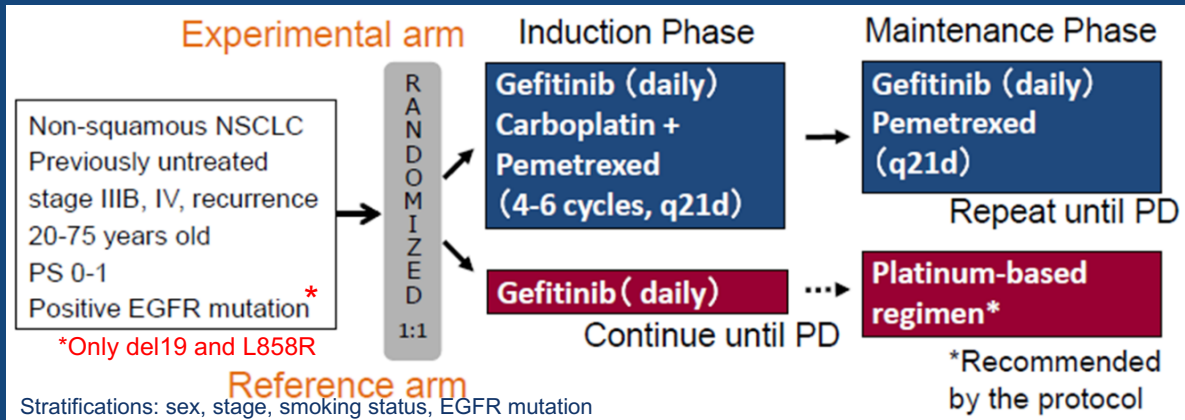 Experimental arm
Induction Phase
Maintenance Phase
Non-squamous NSCLC
Previously untreated
stage IIIB, IV, recurrence
20-75 years old
PS 0-1
Positive EGFR mutation*
*Only del19 and L858R
RANDOMIZED
1:1
Gefitinib (daily)
Carboplatin +
Pemetrexed
(4-6 cycles, q21d)
Gefitinib (daily)
Pemetrexed
(q21d)
Repeat until PD
Gefitinib( daily)
Continue until PD
Platinum-based
regimen*
*Recommended
by the protocol
Reference arm
Stratifications: sex, stage, smoking status, EGFR mutation